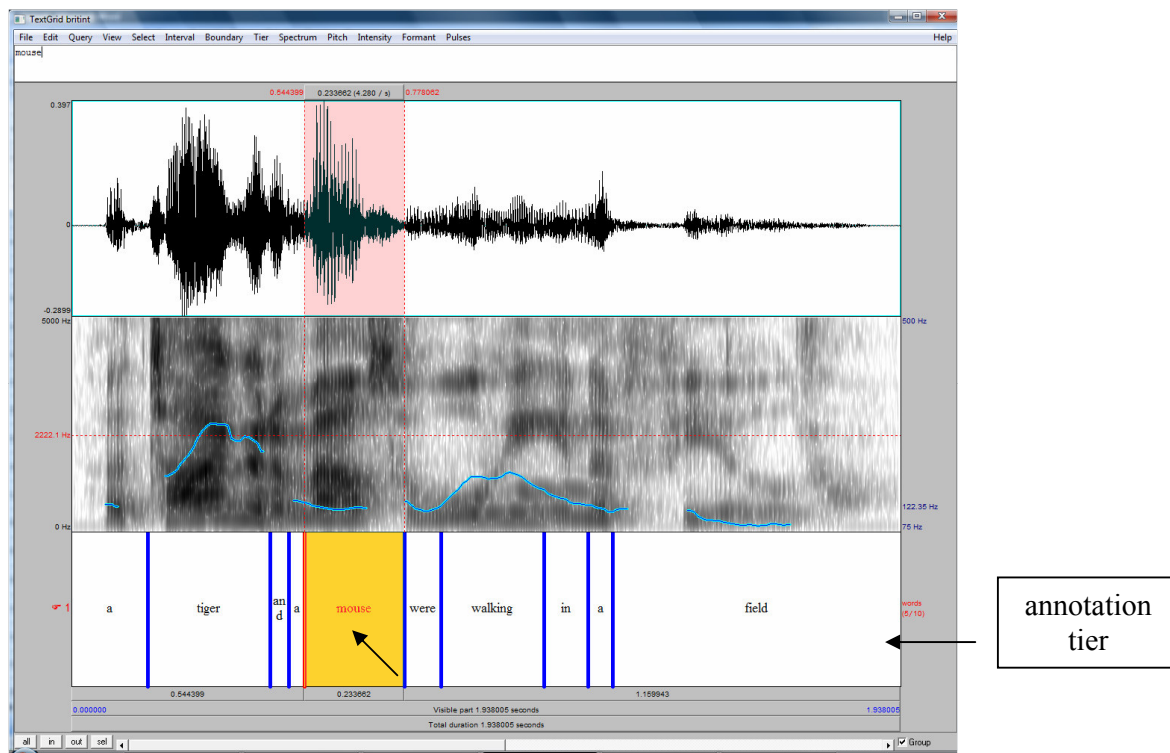 TextGrid britint
File Edit Query View Select Interval Boundary Tier Spectrum Pitch Intensity Formant Pulses Help
mouse
0.544399 0.233662 (4.280 / s) 0.778062
0.397
0
-0.2899
5000 Hz 500 Hz
2222.1 Hz
122.35 Hz
0 Hz 75 Hz
1 a tiger and a mouse were walking in a field words
(5/10)
annotation
tier
0.544399 0.233662 1.159943
0.000000 Visible part 1.938005 seconds 1.938005
Total duration 1.938005 seconds
all in out sel Group